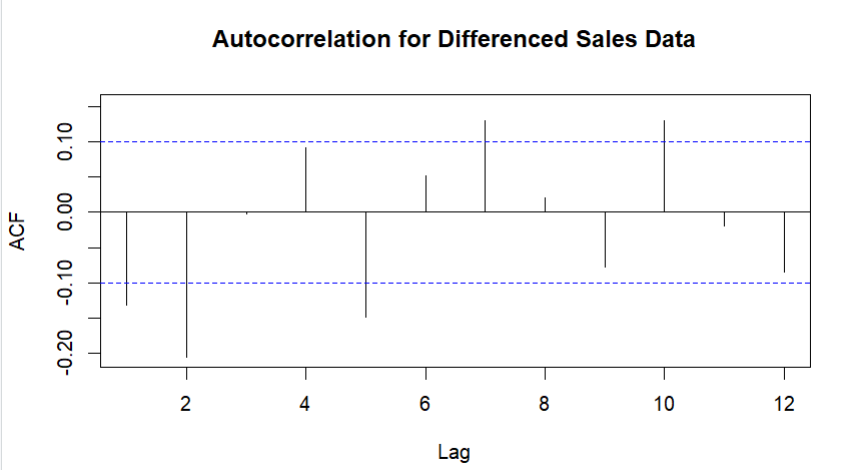 Autocorrelation for Differenced Sales Data
ACF
0.10
0.00
-0.10
-0.20
2 4 6 8 10 12
Lag